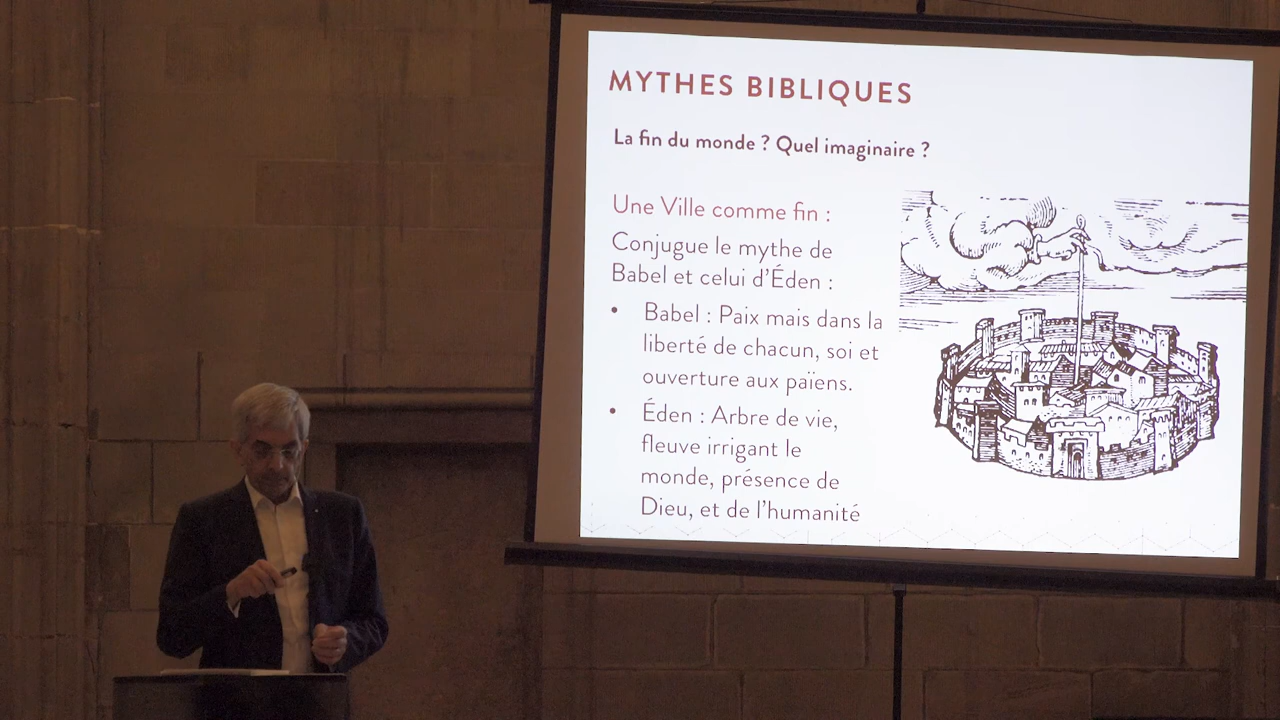 MYTHES BIBLIQUES
La fin du monde ? Quel imaginaire ?
Une Ville comme fin :
Conjugue le mythe de
Babel et celui d'Éden :
• Babel : Paix mais dans la
liberté de chacun, soi et
ouverture aux païens.
• Éden : Arbre de vie,
fleuve irrigant le
monde, présence de
Dieu, et de l'humanité